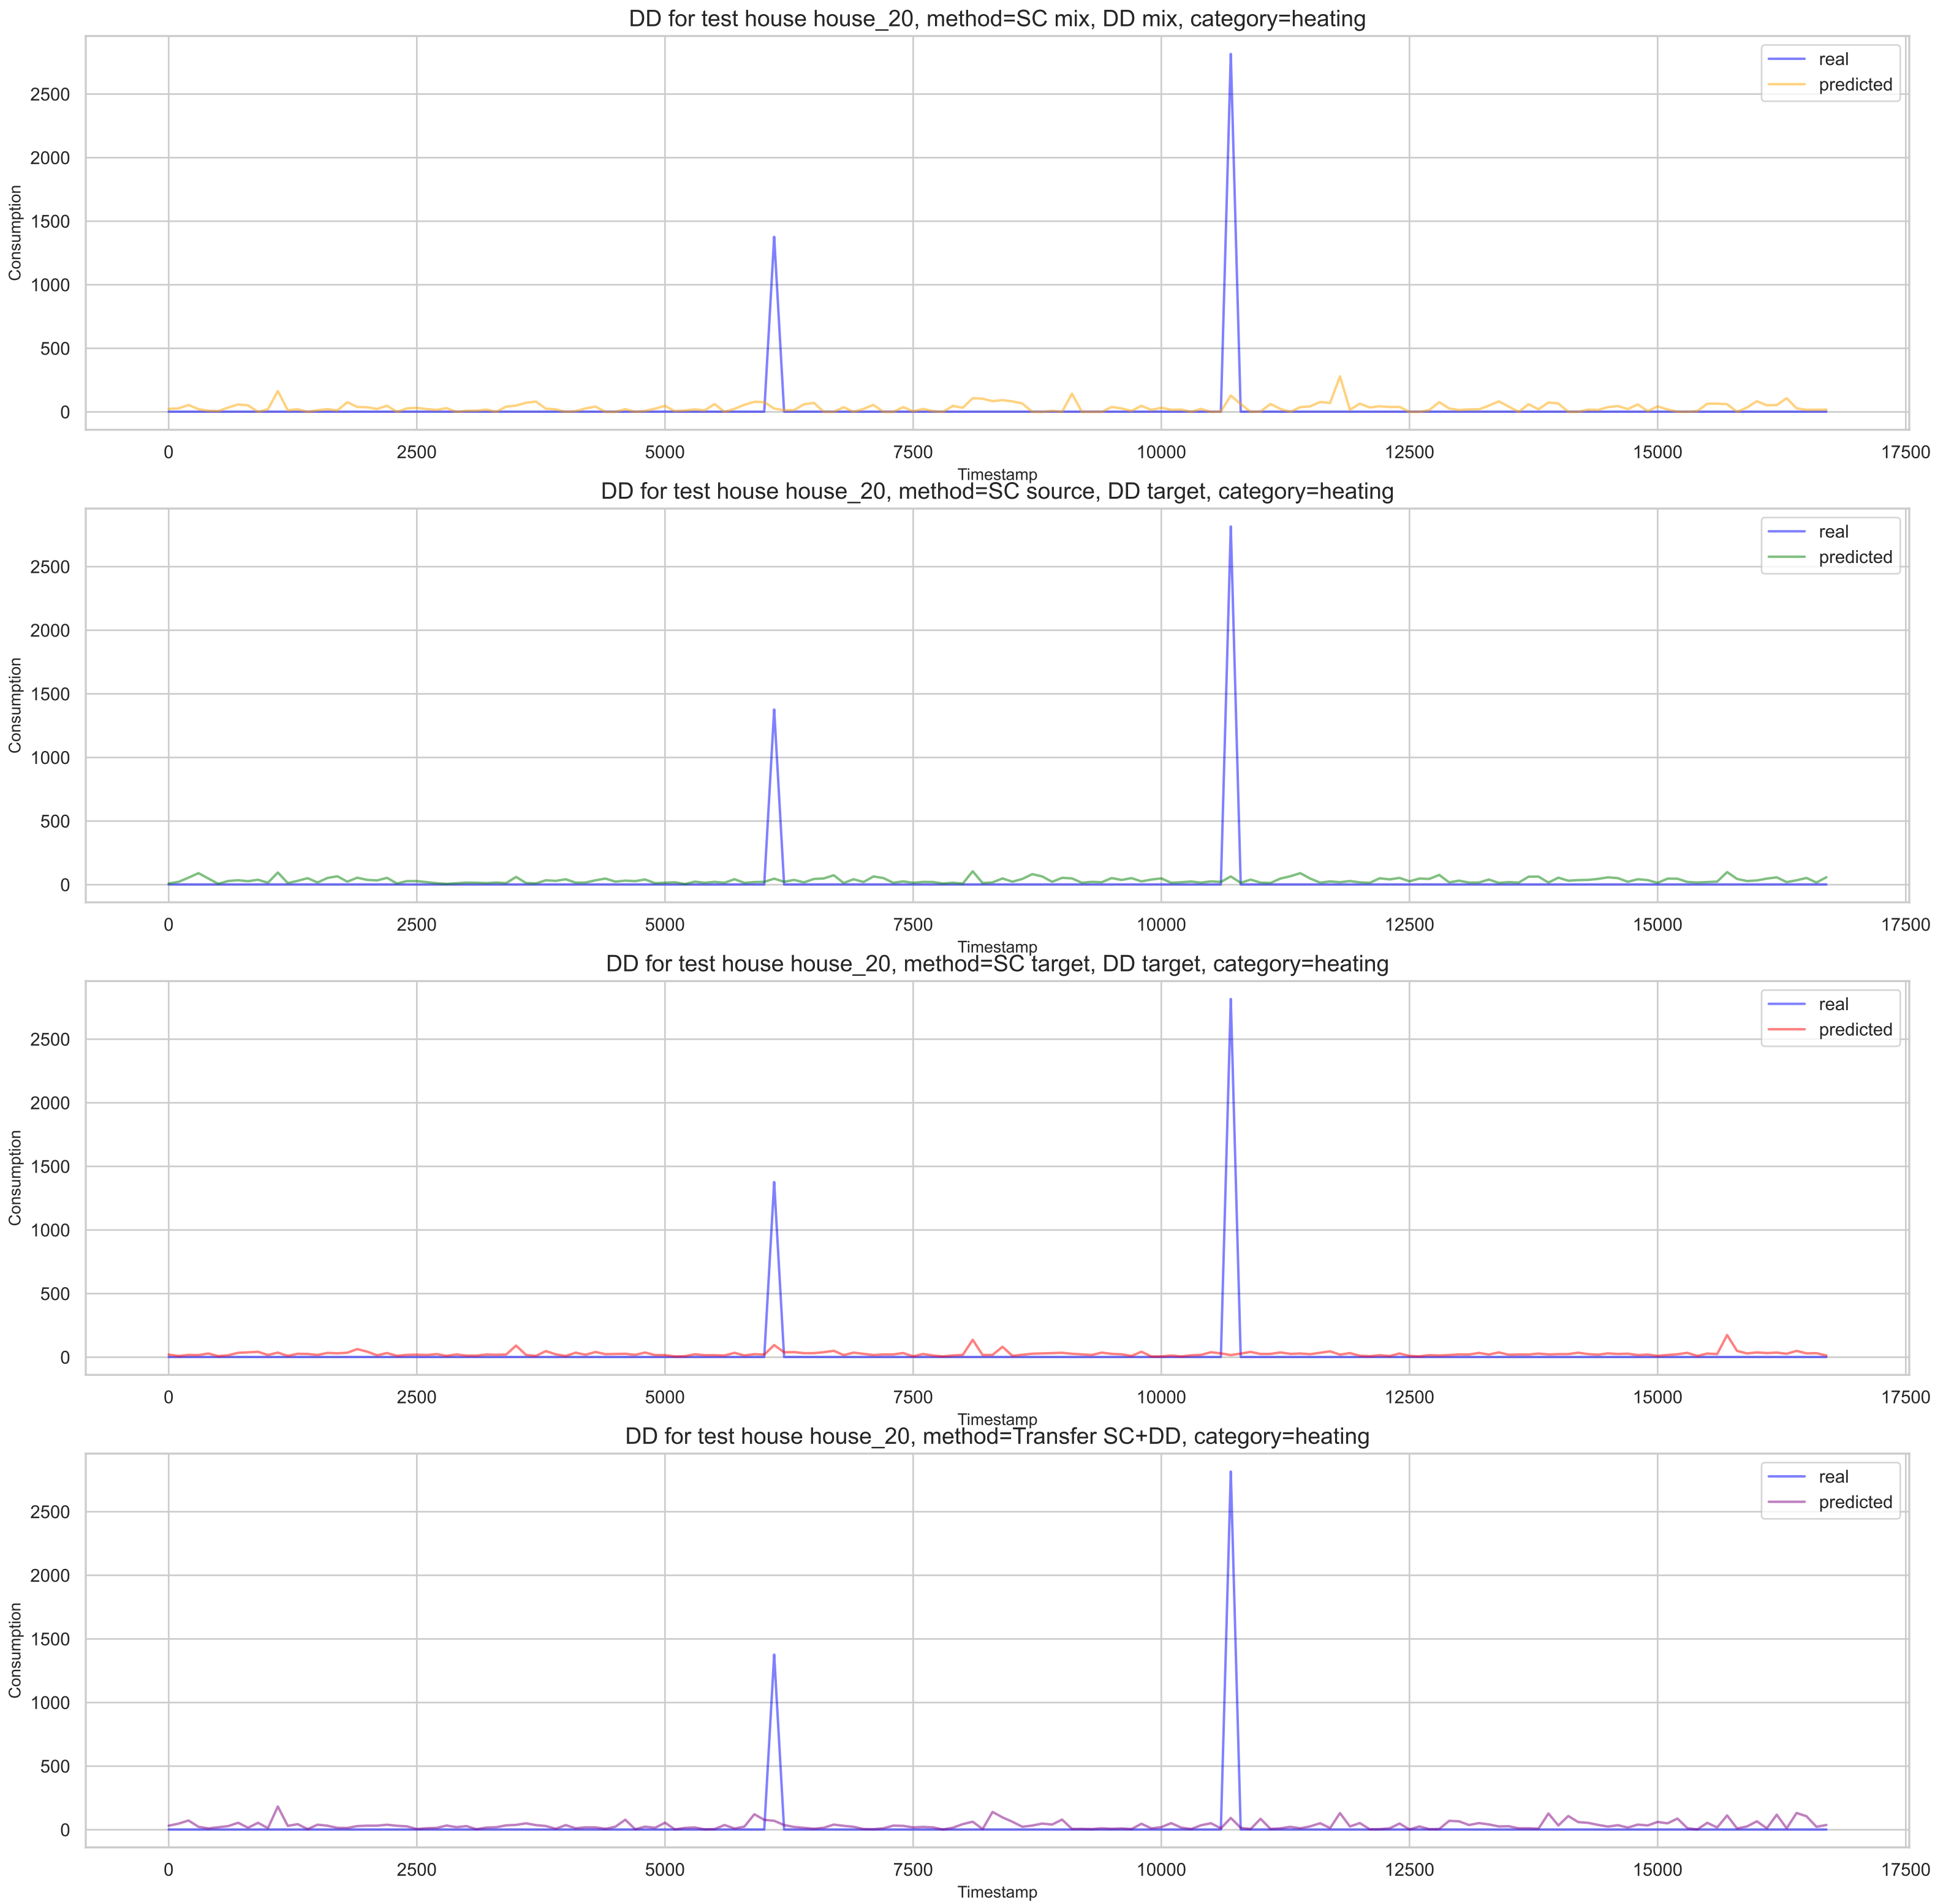 DD for test house house_20, method=SC mix, DD mix, category=heating
real
predicted
2500
2000
1500
1000
500
0
Consumption
0 2500 5000 7500 10000 12500 15000 17500
Timestamp
DD for test house house_20, method=SC source, DD target, category=heating
real
predicted
2500
2000
1500
1000
500
0
Consumption
0 2500 5000 7500 10000 12500 15000 17500
Timestamp
DD for test house house_20, method=SC target, DD target, category=heating
real
predicted
2500
2000
1500
1000
500
0
Consumption
0 2500 5000 7500 10000 12500 15000 17500
Timestamp
DD for test house house_20, method=Transfer SC+DD, category=heating
real
predicted
2500
2000
1500
1000
500
0
Consumption
0 2500 5000 7500 10000 12500 15000 17500
Timestamp